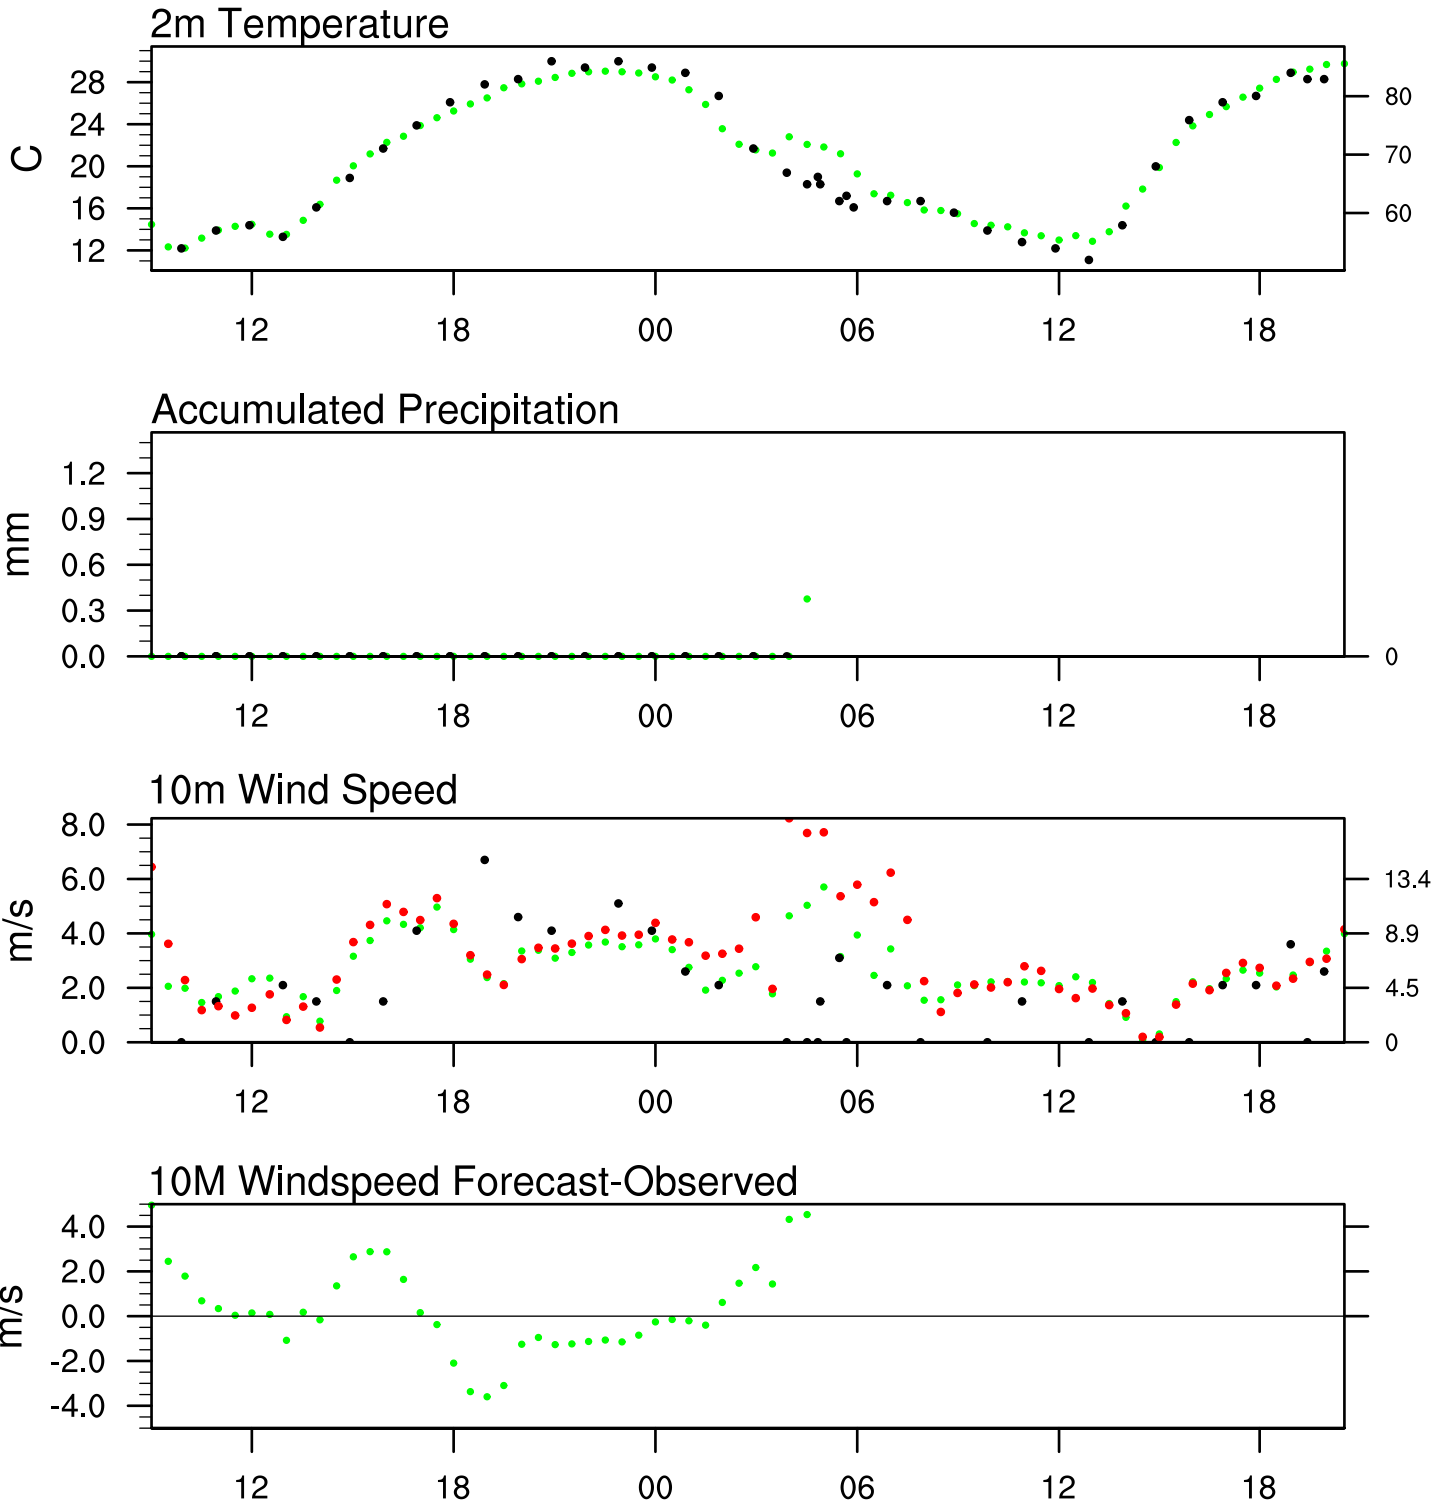 2m Temperature
C
28
24
20
16
12
80
70
60
12 18 00 06 12 18
Accumulated Precipitation
mm
1.2
0.9
0.6
0.3
0.0
0
12 18 00 06 12 18
10m Wind Speed
m/s
8.0
6.0
4.0
2.0
0.0
13.4
8.9
4.5
0
12 18 00 06 12 18
10M Windspeed Forecast-Observed
m/s
4.0
2.0
0.0
-2.0
-4.0
12 18 00 06 12 18